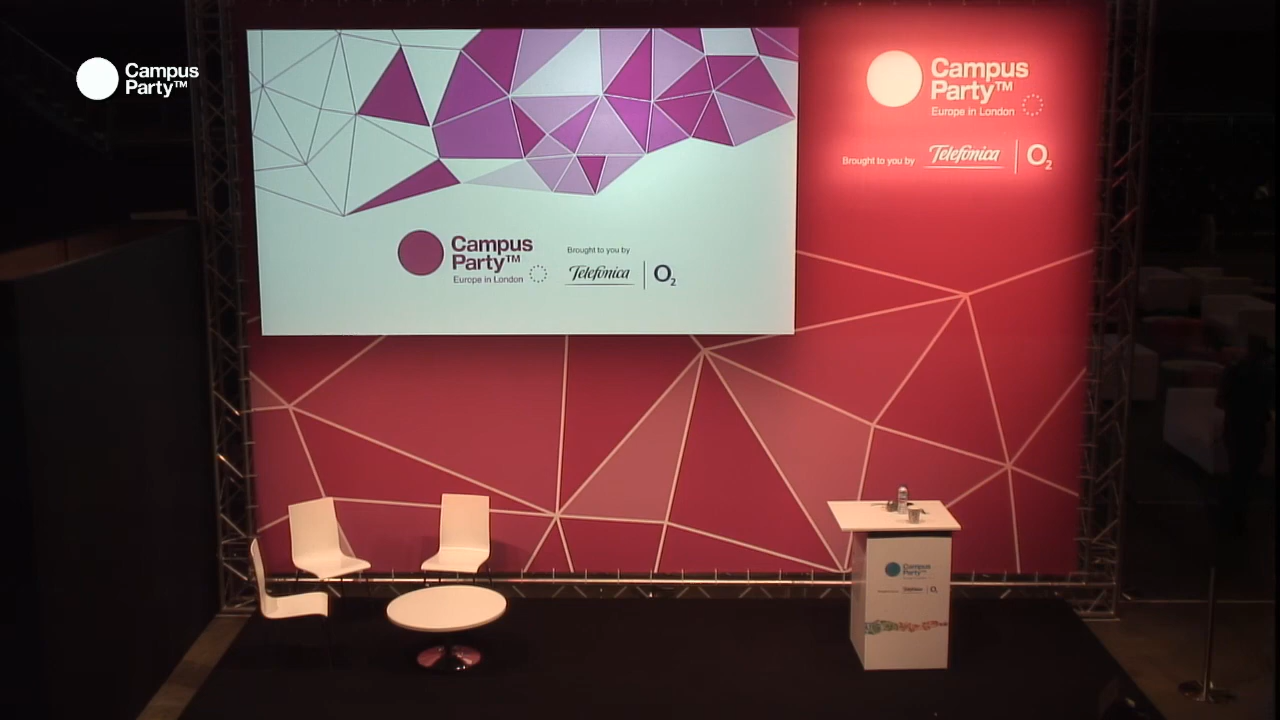 Campus
Party™
Campus
Party™
Europe in London
Brought to you by
Telefónica
O2
Campus
Party™
Europe in London
Brought to you by
Telefónica
O2
Campus
Party™